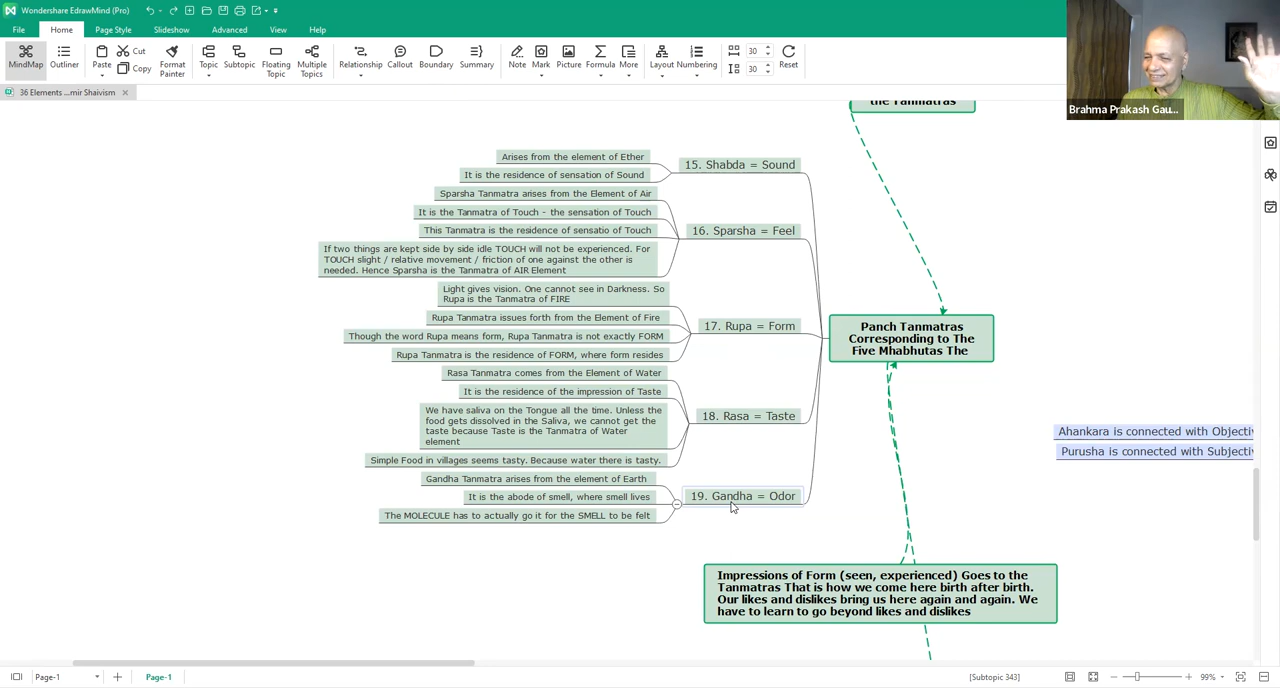 Wondershare EdrawMind (Pro)
File
Home
Page Style
Slideshow
Advanced
View
Help
MindMap
Outliner
Paste
Cut
Copy
Format
Painter
Topic
Subtopic
Floating
Topic
Multiple
Topics
Relationship
Callout
Boundary
Summary
Note
Mark
Picture
Formula
More
Layout
Numbering
30
30
Reset
36 Elements ...mir Shaivism
Brahma Prakash Gau...
the Tanmatras
15. Shabda = Sound
Arises from the element of Ether
It is the residence of sensation of Sound
16. Sparsha = Feel
Sparsha Tanmatra arises from the Element of Air
It is the Tanmatra of Touch - the sensation of Touch
This Tanmatra is the residence of sensatio of Touch
If two things are kept side by side idle TOUCH will not be experienced. For
TOUCH slight / relative movement / friction of one against the other is
needed. Hence Sparsha is the Tanmatra of AIR Element
17. Rupa = Form
Light gives vision. One cannot see in Darkness. So
Rupa is the Tanmatra of FIRE
Rupa Tanmatra issues forth from the Element of Fire
Though the word Rupa means form, Rupa Tanmatra is not exactly FORM
Rupa Tanmatra is the residence of FORM, where form resides
18. Rasa = Taste
Rasa Tanmatra comes from the Element of Water
It is the residence of the impression of Taste
We have saliva on the Tongue all the time. Unless the
food gets dissolved in the Saliva, we cannot get the
taste because Taste is the Tanmatra of Water
element
Simple Food in villages seems tasty. Because water there is tasty.
19. Gandha = Odor
Gandha Tanmatra arises from the element of Earth
It is the abode of smell, where smell lives
The MOLECULE has to actually go it for the SMELL to be felt
Panch Tanmatras
Corresponding to The
Five Mhabhutas The
Ahankara is connected with Objectiv
Purusha is connected with Subjectiv
Impressions of Form (seen, experienced) Goes to the
Tanmatras That is how we come here birth after birth.
Our likes and dislikes bring us here again and again. We
have to learn to go beyond likes and dislikes
Page-1
Page-1
[Subtopic 343]
99%